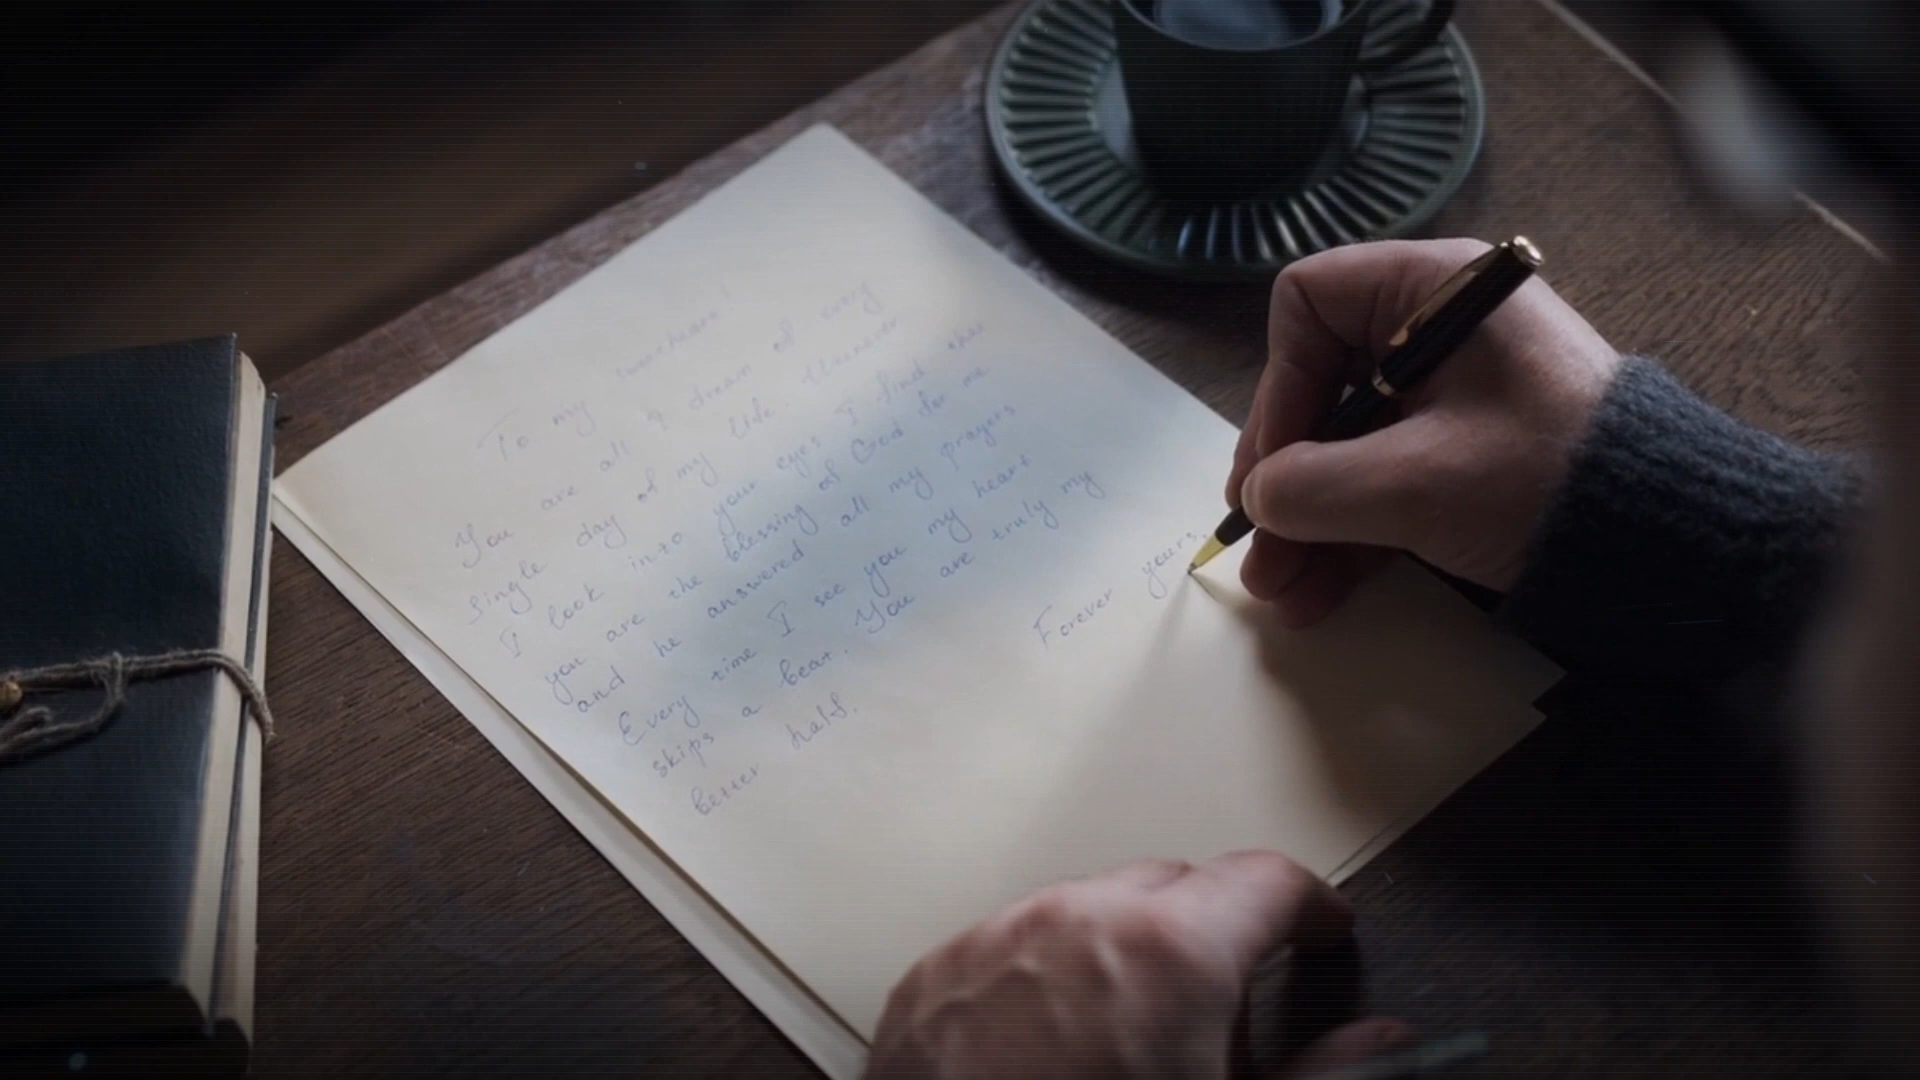 To my sweetheart!
You are all I dream of every
single day of my life. Whenever
I look into your eyes I find that
you are the blessing of God for me
and he answered all my prayers
Every time I see you my heart
skips a beat. You are truly my
better half.
Forever yours,